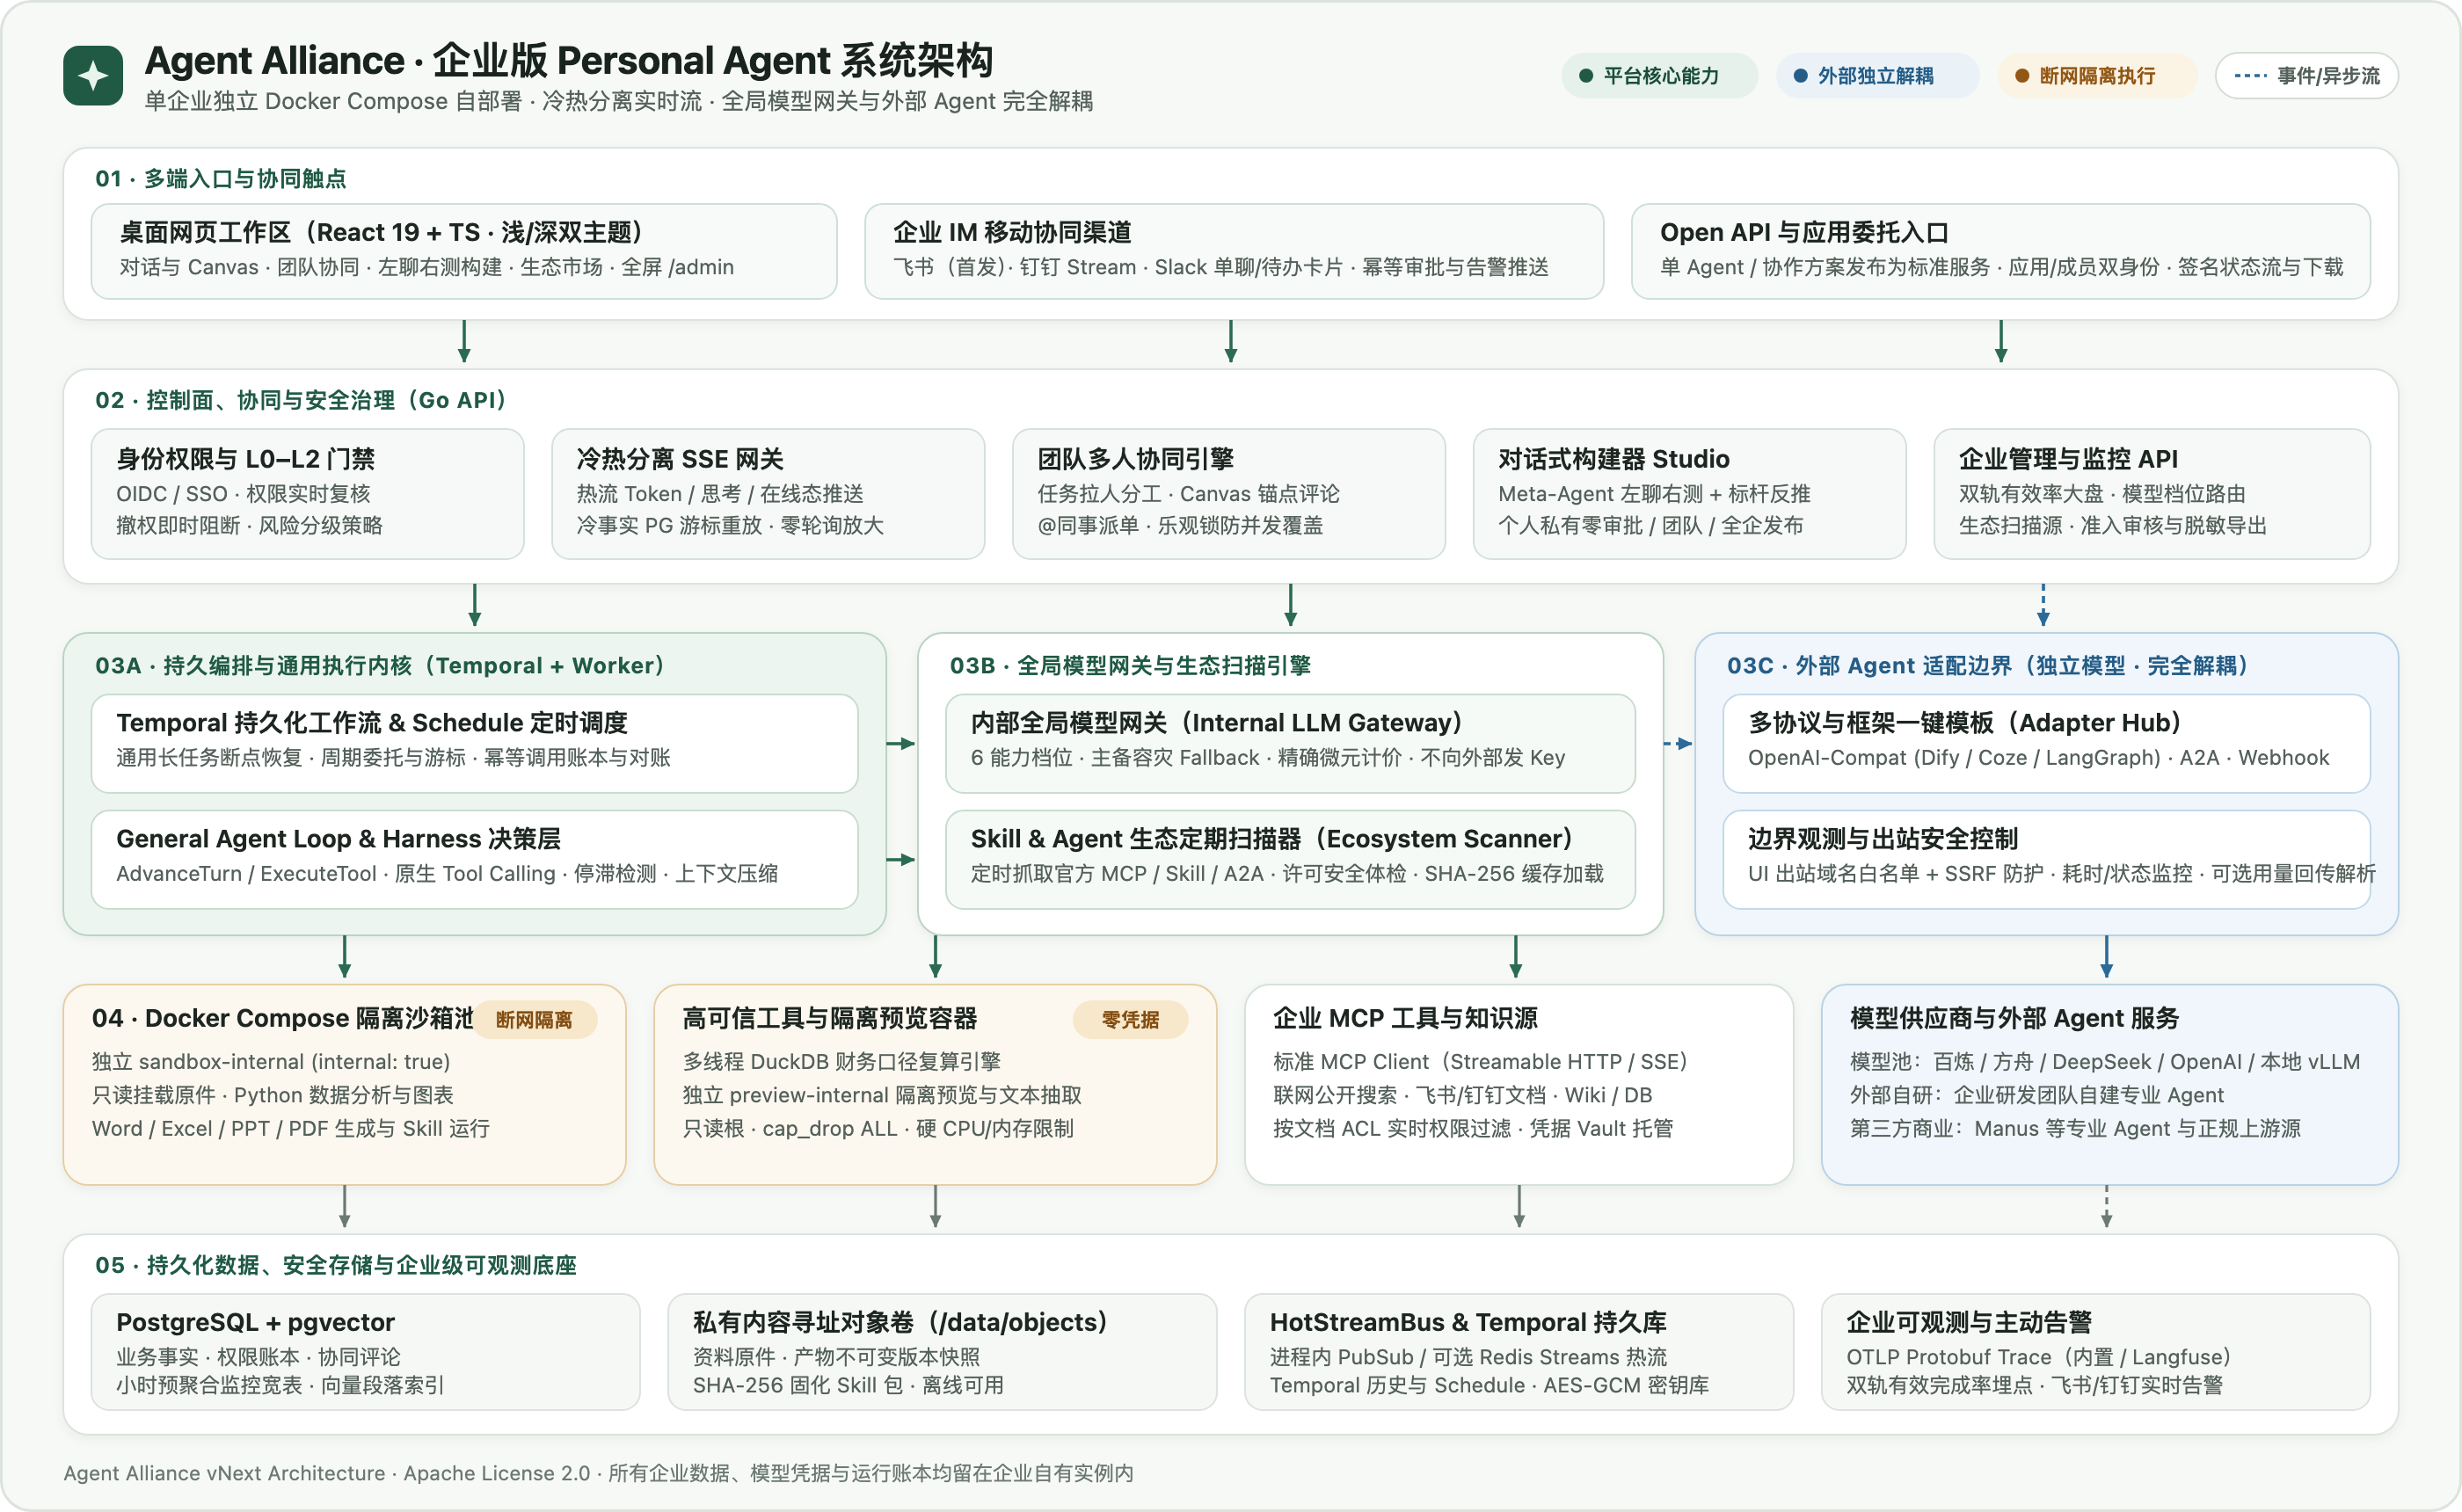 Agent Alliance · 企业版 Personal Agent 系统架构
单企业独立 Docker Compose 自部署 · 冷热分离实时流 · 全局模型网关与外部 Agent 完全解耦
平台核心能力
外部独立解耦
断网隔离执行
事件/异步流
01 · 多端入口与协同触点
桌面网页工作区（React 19 + TS · 浅/深双主题）
对话与 Canvas · 团队协同 · 左聊右测构建 · 生态市场 · 全屏 /admin
企业 IM 移动协同渠道
飞书（首发）· 钉钉 Stream · Slack 单聊/待办卡片 · 幂等审批与告警推送
Open API 与应用委托入口
单 Agent / 协作方案发布为标准服务 · 应用/成员双身份 · 签名状态流与下载
02 · 控制面、协同与安全治理（Go API）
身份权限与 L0–L2 门禁
OIDC / SSO · 权限实时复核
撤权即时阻断 · 风险分级策略
冷热分离 SSE 网关
热流 Token / 思考 / 在线态推送
冷事实 PG 游标重放 · 零轮询放大
团队多人协同引擎
任务拉人分工 · Canvas 锚点评论
@同事派单 · 乐观锁防并发覆盖
对话式构建器 Studio
Meta-Agent 左聊右测 + 标杆反推
个人私有零审批 / 团队 / 全企发布
企业管理与监控 API
双轨有效率大盘 · 模型档位路由
生态扫描源 · 准入审核与脱敏导出
03A · 持久编排与通用执行内核（Temporal + Worker）
Temporal 持久化工作流 & Schedule 定时调度
通用长任务断点恢复 · 周期委托与游标 · 幂等调用账本与对账
General Agent Loop & Harness 决策层
AdvanceTurn / ExecuteTool · 原生 Tool Calling · 停滞检测 · 上下文压缩
03B · 全局模型网关与生态扫描引擎
内部全局模型网关（Internal LLM Gateway）
6 能力档位 · 主备容灾 Fallback · 精确微元计价 · 不向外部发 Key
Skill & Agent 生态定期扫描器（Ecosystem Scanner）
定时抓取官方 MCP / Skill / A2A · 许可安全体检 · SHA-256 缓存加载
03C · 外部 Agent 适配边界（独立模型 · 完全解耦）
多协议与框架一键模板（Adapter Hub）
OpenAI-Compat (Dify / Coze / LangGraph) · A2A · Webhook
边界观测与出站安全控制
UI 出站域名白名单 + SSRF 防护 · 耗时/状态监控 · 可选用量回传解析
04 · Docker Compose 隔离沙箱池
断网隔离
独立 sandbox-internal (internal: true)
只读挂载原件 · Python 数据分析与图表
Word / Excel / PPT / PDF 生成与 Skill 运行
高可信工具与隔离预览容器
零凭据
多线程 DuckDB 财务口径复算引擎
独立 preview-internal 隔离预览与文本抽取
只读根 · cap_drop ALL · 硬 CPU/内存限制
企业 MCP 工具与知识源
标准 MCP Client（Streamable HTTP / SSE）
联网公开搜索 · 飞书/钉钉文档 · Wiki / DB
按文档 ACL 实时权限过滤 · 凭据 Vault 托管
模型供应商与外部 Agent 服务
模型池：百炼 / 方舟 / DeepSeek / OpenAI / 本地 vLLM
外部自研：企业研发团队自建专业 Agent
第三方商业：Manus 等专业 Agent 与正规上游源
05 · 持久化数据、安全存储与企业级可观测底座
PostgreSQL + pgvector
业务事实 · 权限账本 · 协同评论
小时预聚合监控宽表 · 向量段落索引
私有内容寻址对象卷（/data/objects）
资料原件 · 产物不可变版本快照
SHA-256 固化 Skill 包 · 离线可用
HotStreamBus & Temporal 持久库
进程内 PubSub / 可选 Redis Streams 热流
Temporal 历史与 Schedule · AES-GCM 密钥库
企业可观测与主动告警
OTLP Protobuf Trace（内置 / Langfuse）
双轨有效完成率埋点 · 飞书/钉钉实时告警
Agent Alliance vNext Architecture · Apache License 2.0 · 所有企业数据、模型凭据与运行账本均留在企业自有实例内